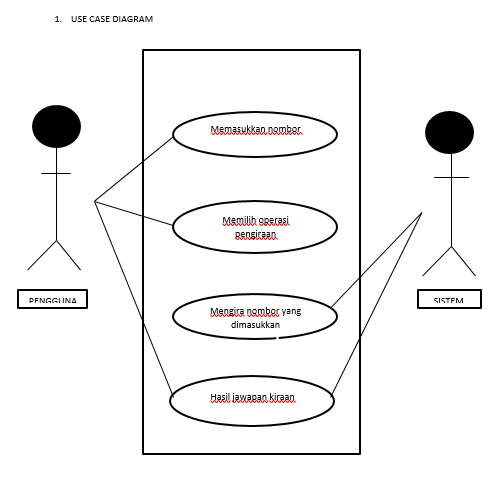 1. USE CASE DIAGRAM
Memasukkan nombor
Memilih operasi
pengiraan
Mengira nombor yang
dimasukkan
Hasil jawapan kiraan
PENGGUNA
SISTEM